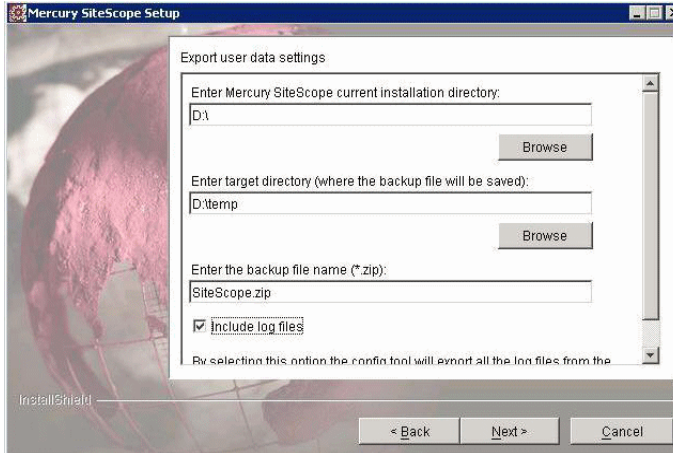 Mercury SiteScope Setup
Export user data settings
Enter Mercury SiteScope current installation directory:
D:\
Browse
Enter target directory (where the backup file will be saved):
D:\temp
Browse
Enter the backup file name (*.zip):
SiteScope.zip
Include log files
By selecting this option the config tool will export all the log files from the
InstallShield
< Back Next > Cancel